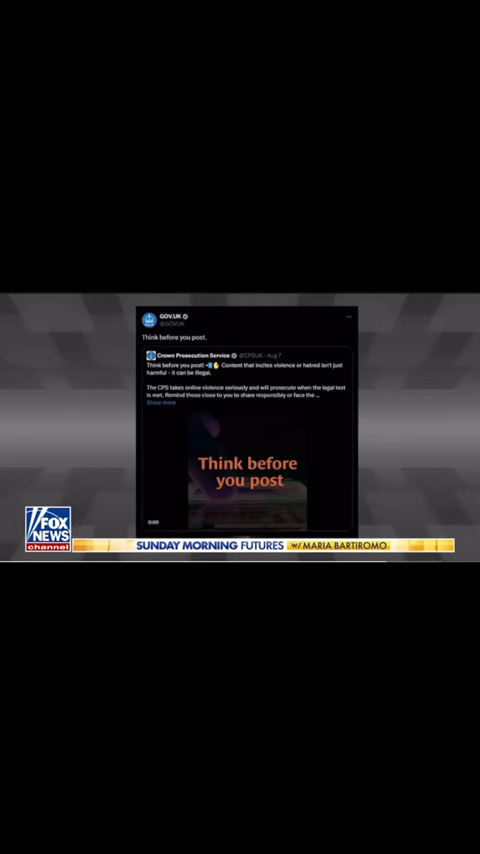 GOV.UK
@GOVUK
Think before you post.
Crown Prosecution Service @CPSUK · Aug 7
Think before you post! 📲✋ Content that incites violence or hatred isn't just
harmful - it can be illegal.
The CPS takes online violence seriously and will prosecute when the legal test
is met. Remind those close to you to share responsibly or face the ...
Show more
Think before
you post
0:00
FOX
NEWS
channel
SUNDAY MORNING FUTURES W/ MARIA BARTIROMO